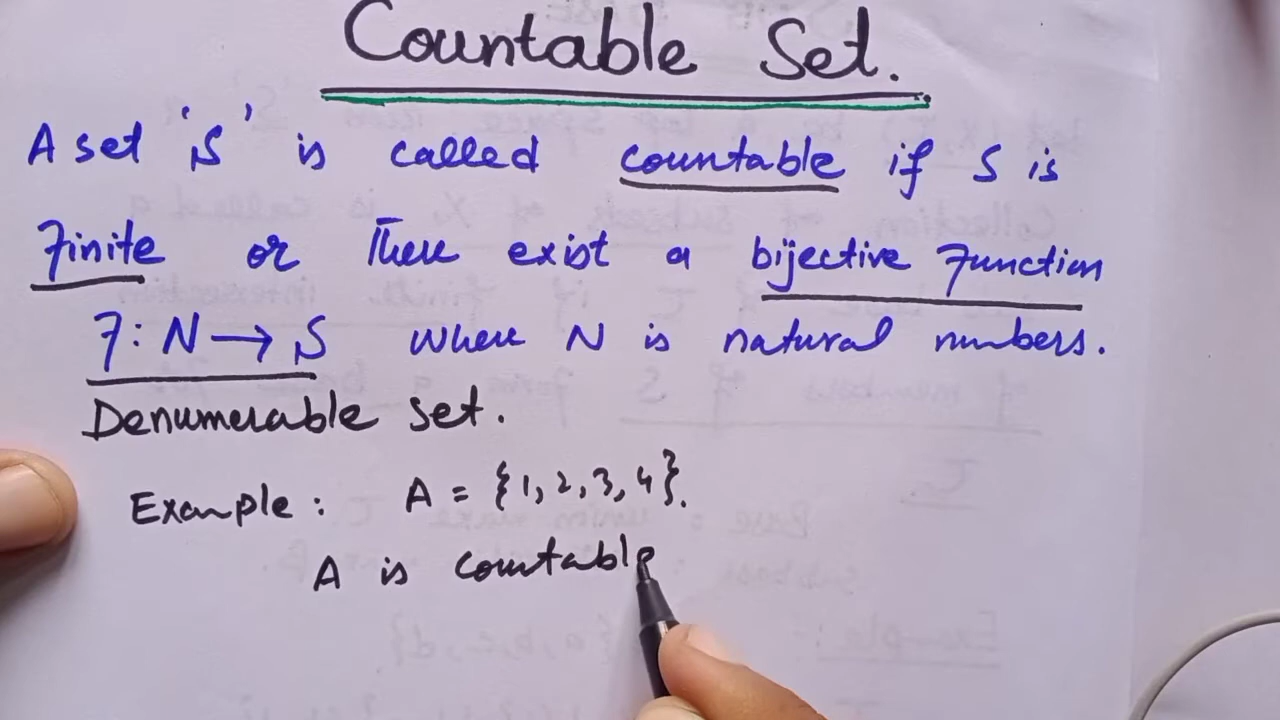 Countable Set.
A set 'S' is called countable if S is
Finite or There exist a bijective Function
f: N → S where N is natural numbers.
Denumerable set.
Example: A = {1, 2, 3, 4}.
A is countable